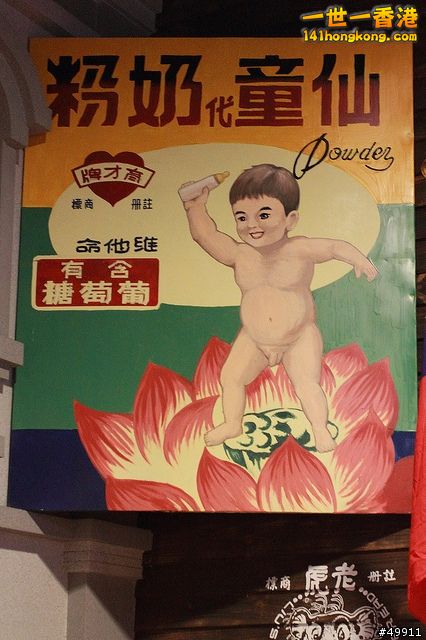 一世一香港
141hongkong.com
仙童代奶粉
Powder
高才牌
註冊 商標
維他命
含有
葡萄糖
註冊 老虎 商標
#49911